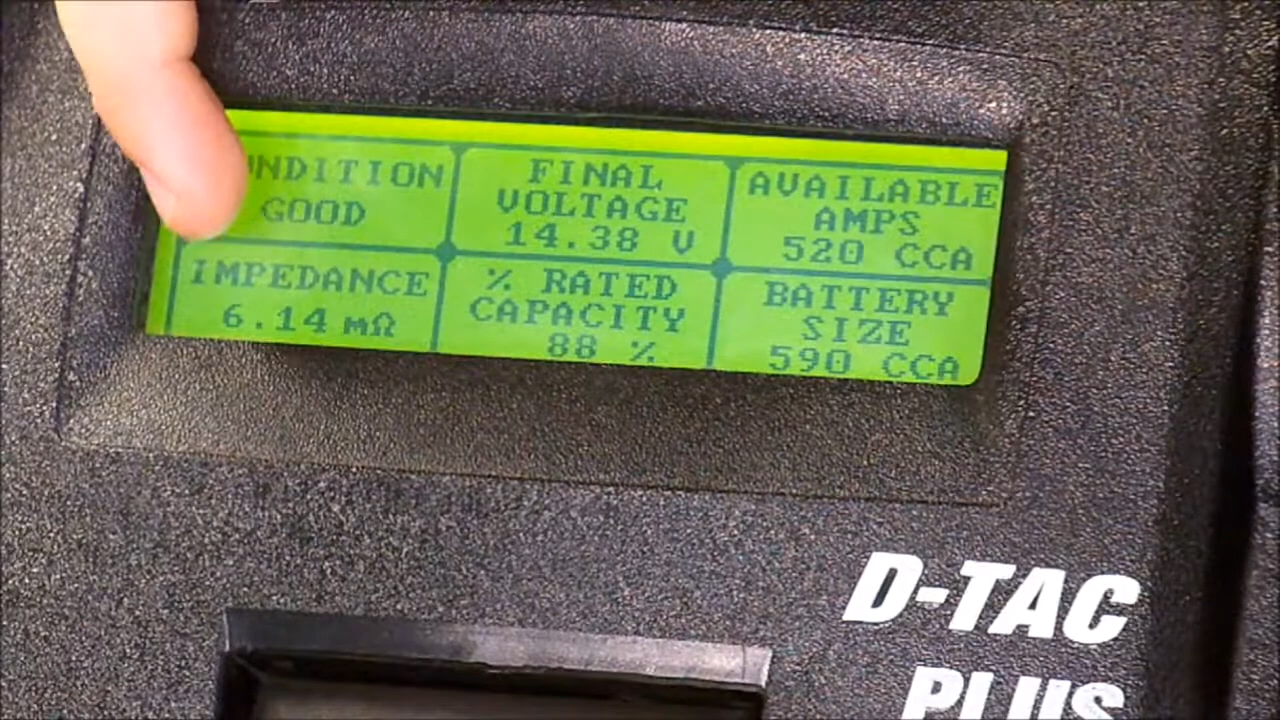 NDITION
GOOD
FINAL
VOLTAGE
14.38 V
AVAILABLE
AMPS
520 CCA
IMPEDANCE
6.14 mΩ
% RATED
CAPACITY
88 %
BATTERY
SIZE
590 CCA
D-TAC
PLUS